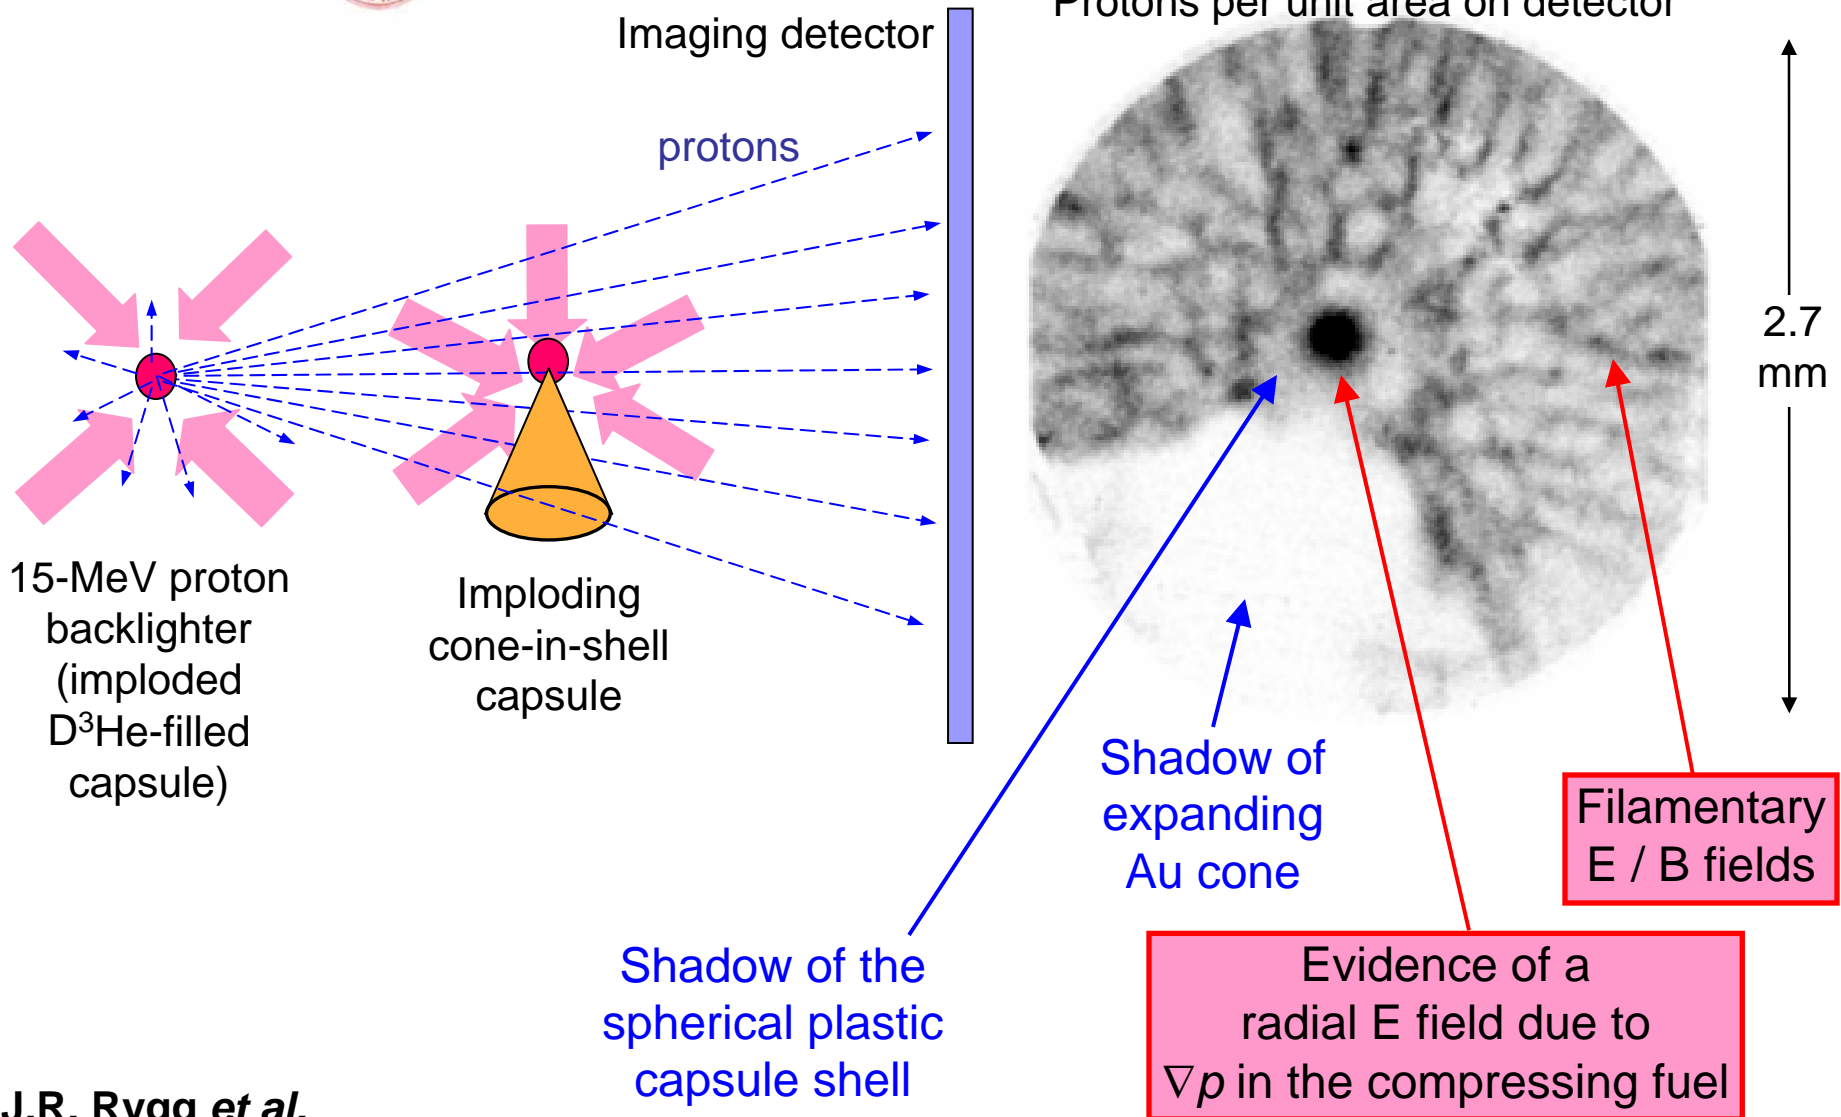 Imaging detector
Protons per unit area on detector
protons
2.7
mm
15-MeV proton
backlighter
(imploded
D³He-filled
capsule)
Imploding
cone-in-shell
capsule
Shadow of
expanding
Au cone
Filamentary
E / B fields
Shadow of the
spherical plastic
capsule shell
Evidence of a
radial E field due to
∇p in the compressing fuel
J.R. Rygg et al.